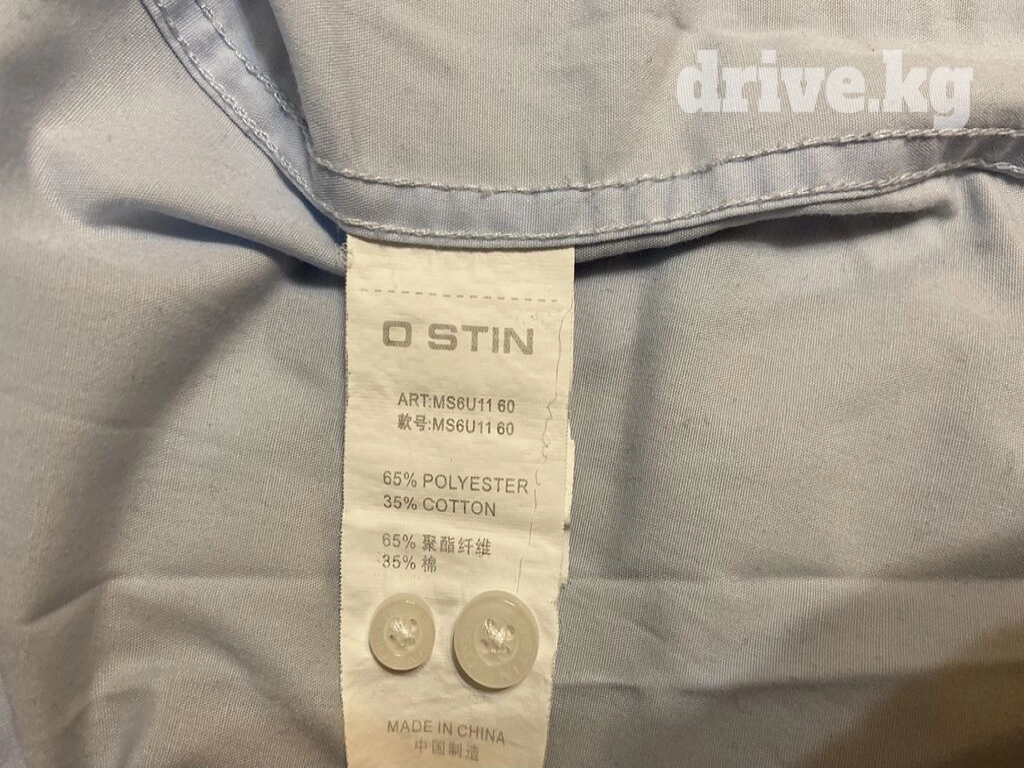 drive.kg
O STIN
ART:MS6U11 60
款号:MS6U11 60
65% POLYESTER
35% COTTON
65% 聚酯纤维
35% 棉
MADE IN CHINA
中国制造